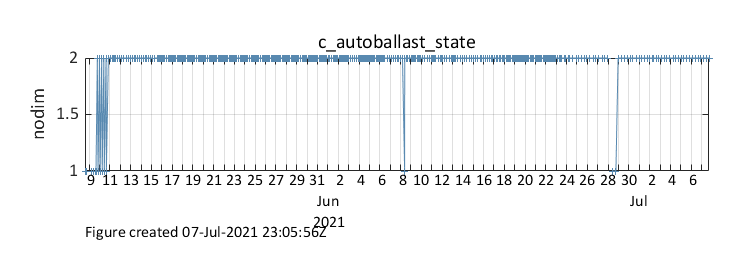 c_autoballast_state
2
nodim
1.5
1
9 11 13 15 17 19 21 23 25 27 29 31 2 4 6 8 10 12 14 16 18 20 22 24 26 28 30 2 4 6
Jun Jul
2021
Figure created 07-Jul-2021 23:05:56Z